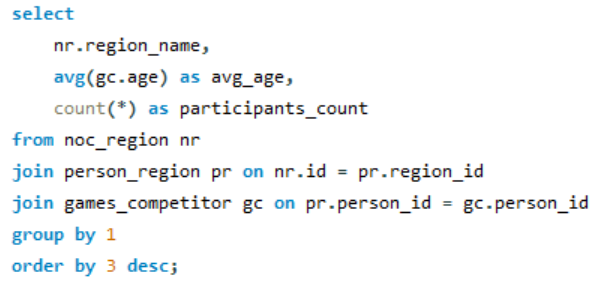 select
    nr.region_name,
    avg(gc.age) as avg_age,
    count(*) as participants_count
from noc_region nr
join person_region pr on nr.id = pr.region_id
join games_competitor gc on pr.person_id = gc.person_id
group by 1
order by 3 desc;